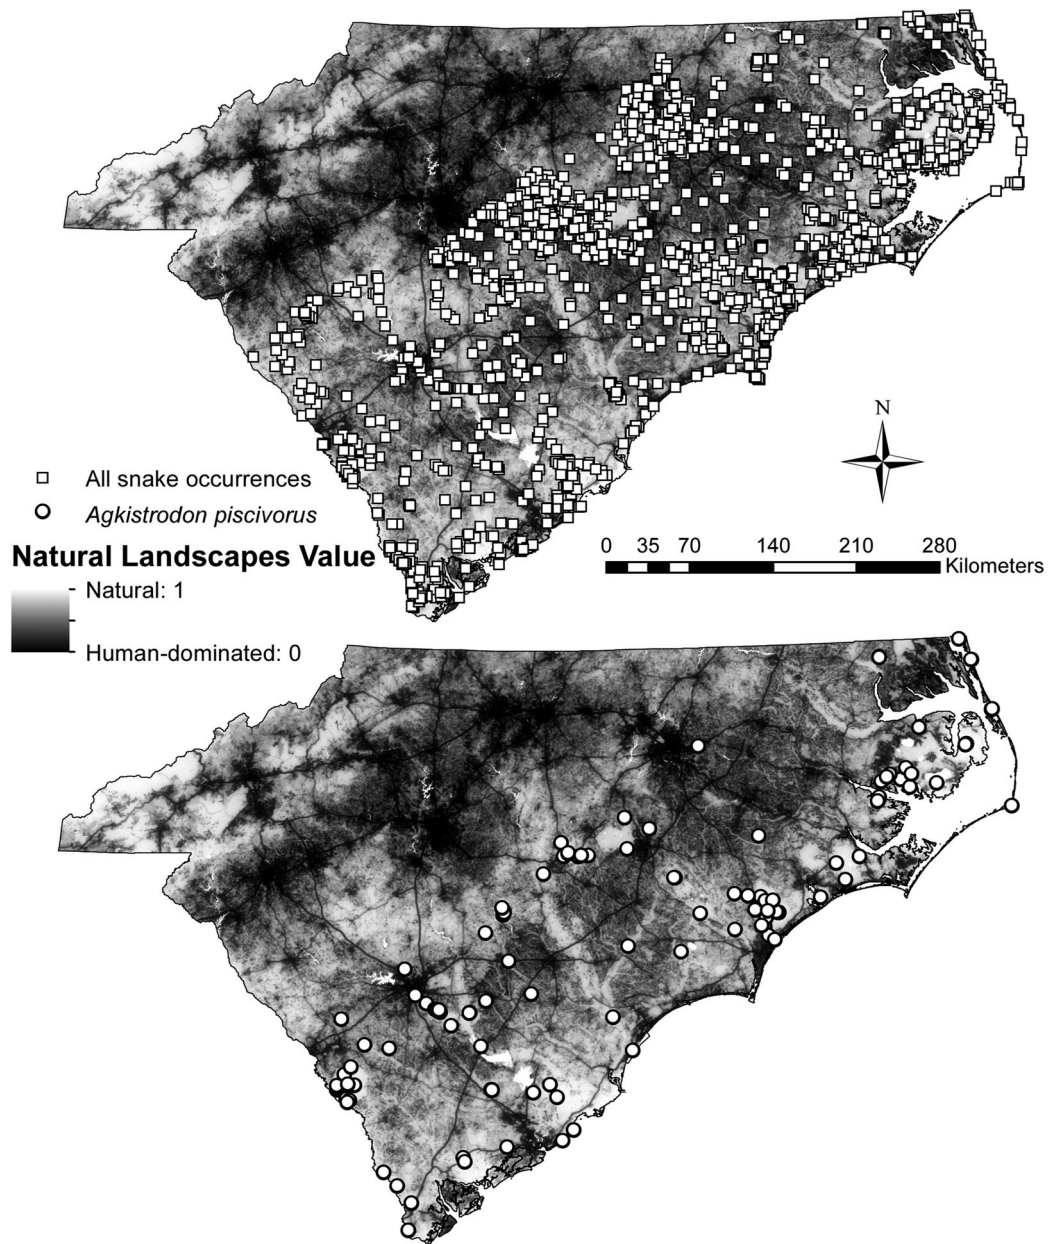 N
All snake occurrences
Agkistrodon piscivorus
Natural Landscapes Value
Natural: 1
Human-dominated: 0
0 35 70 140 210 280
Kilometers